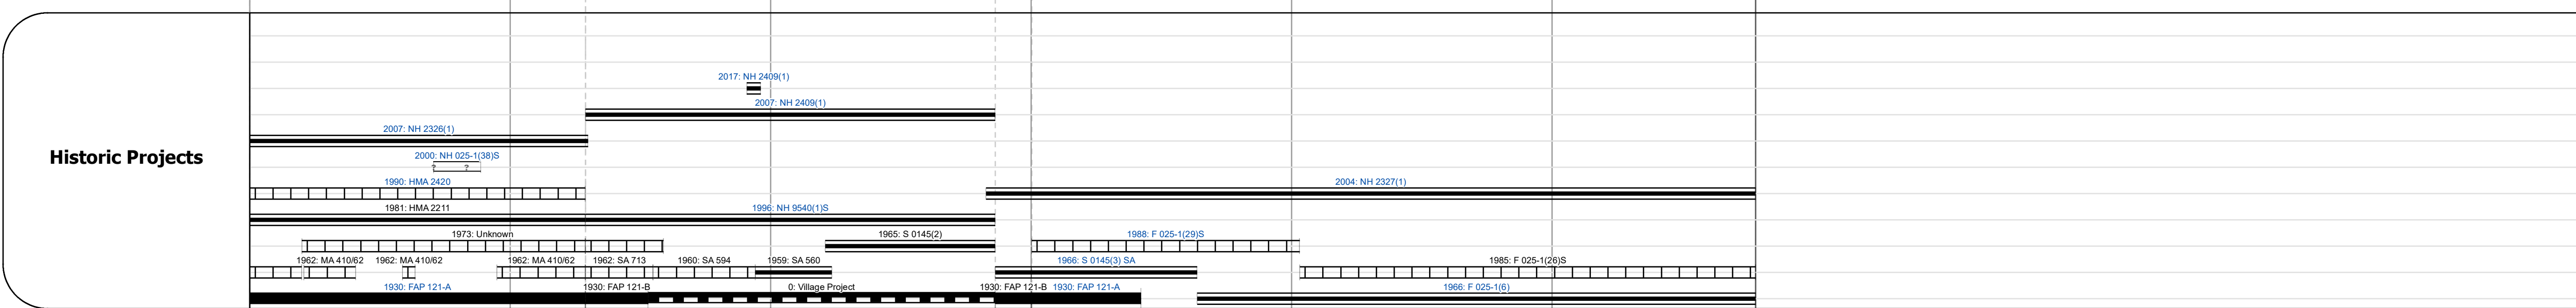 2017: NH 2409(1)
2007: NH 2409(1)
2007: NH 2326(1)
Historic Projects
2000: NH 025-1(38)S
? ?
1990: HMA 2420 2004: NH 2327(1)
1981: HMA 2211 1996: NH 9540(1)S
1973: Unknown 1965: S 0145(2) 1988: F 025-1(29)S
1962: MA 410/62 1962: MA 410/62 1962: MA 410/62 1962: SA 713 1960: SA 594 1959: SA 560 1966: S 0145(3) SA 1985: F 025-1(26)S
1930: FAP 121-A 1930: FAP 121-B 0: Village Project 1930: FAP 121-B 1930: FAP 121-A 1966: F 025-1(6)